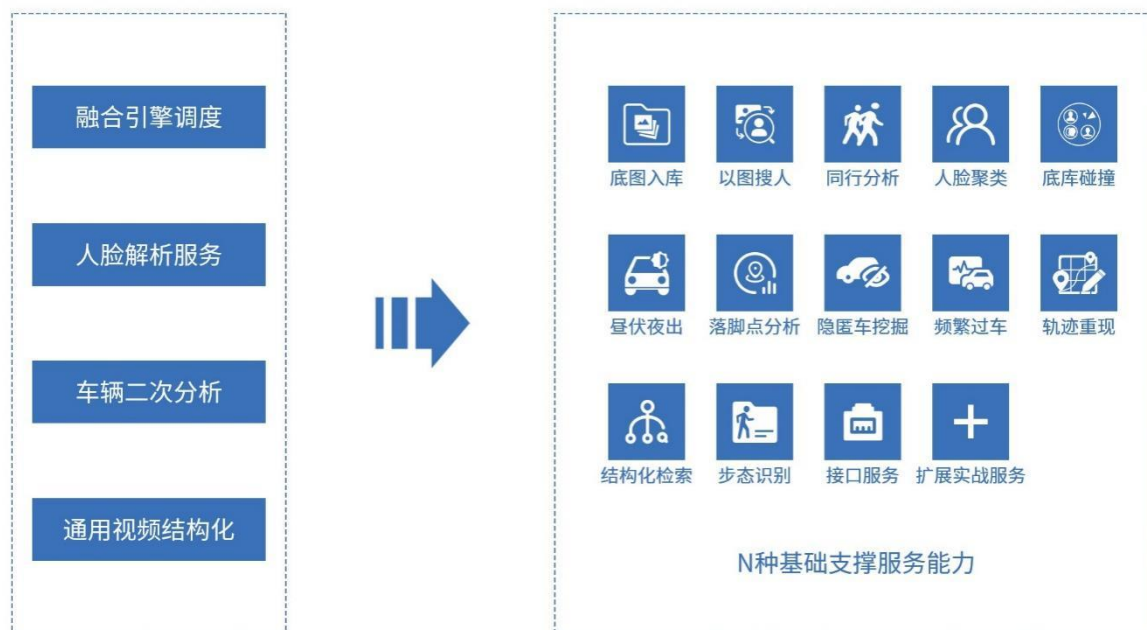 融合引擎调度
人脸解析服务
车辆二次分析
通用视频结构化
底图入库
以图搜人
同行分析
人脸聚类
底库碰撞
昼伏夜出
落脚点分析
隐匿车挖掘
频繁过车
轨迹重现
结构化检索
步态识别
接口服务
扩展实战服务
N种基础支撑服务能力